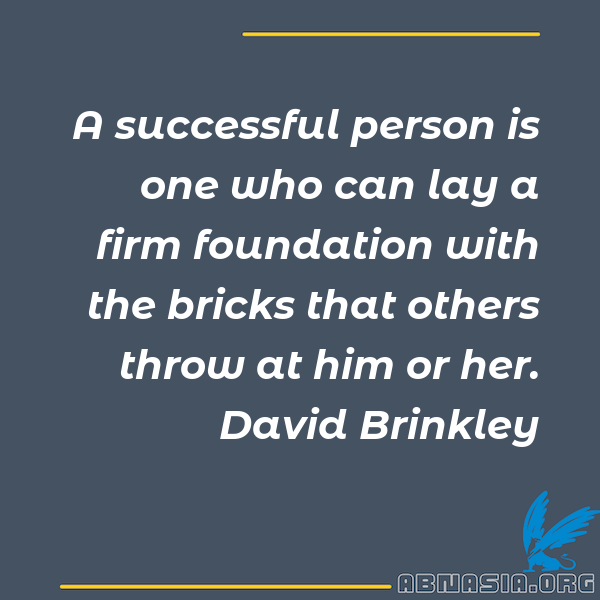 A successful person is
one who can lay a
firm foundation with
the bricks that others
throw at him or her.
David Brinkley
ABNASIA.ORG